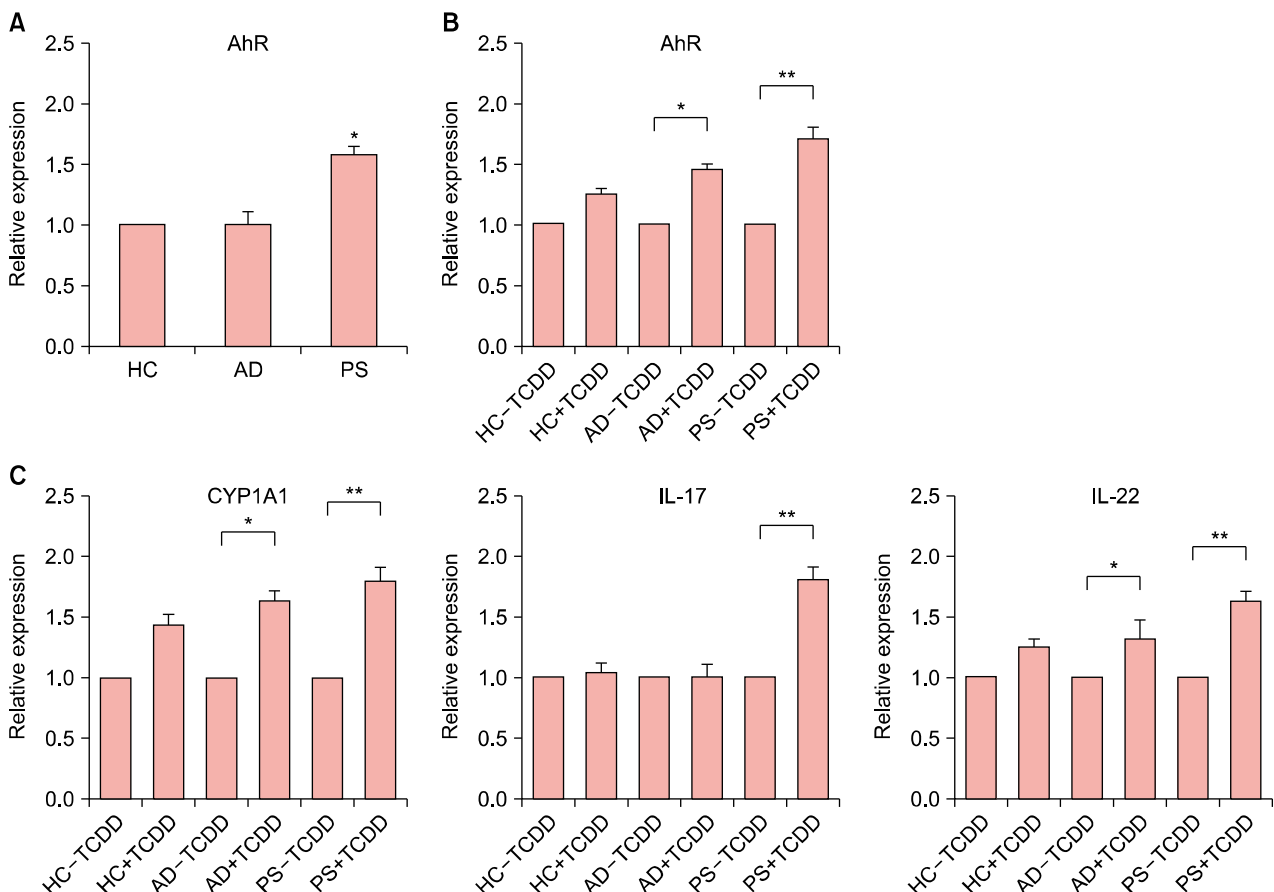 A
AhR
Relative expression
2.5
2.0
1.5
1.0
0.5
0.0
*
HC
AD
PS
B
AhR
Relative expression
2.5
2.0
1.5
1.0
0.5
0.0
*
**
HC−TCDD
HC+TCDD
AD−TCDD
AD+TCDD
PS−TCDD
PS+TCDD
C
CYP1A1
Relative expression
2.5
2.0
1.5
1.0
0.5
0.0
*
**
HC−TCDD
HC+TCDD
AD−TCDD
AD+TCDD
PS−TCDD
PS+TCDD
IL-17
Relative expression
2.5
2.0
1.5
1.0
0.5
0.0
**
HC−TCDD
HC+TCDD
AD−TCDD
AD+TCDD
PS−TCDD
PS+TCDD
IL-22
Relative expression
2.5
2.0
1.5
1.0
0.5
0.0
*
**
HC−TCDD
HC+TCDD
AD−TCDD
AD+TCDD
PS−TCDD
PS+TCDD